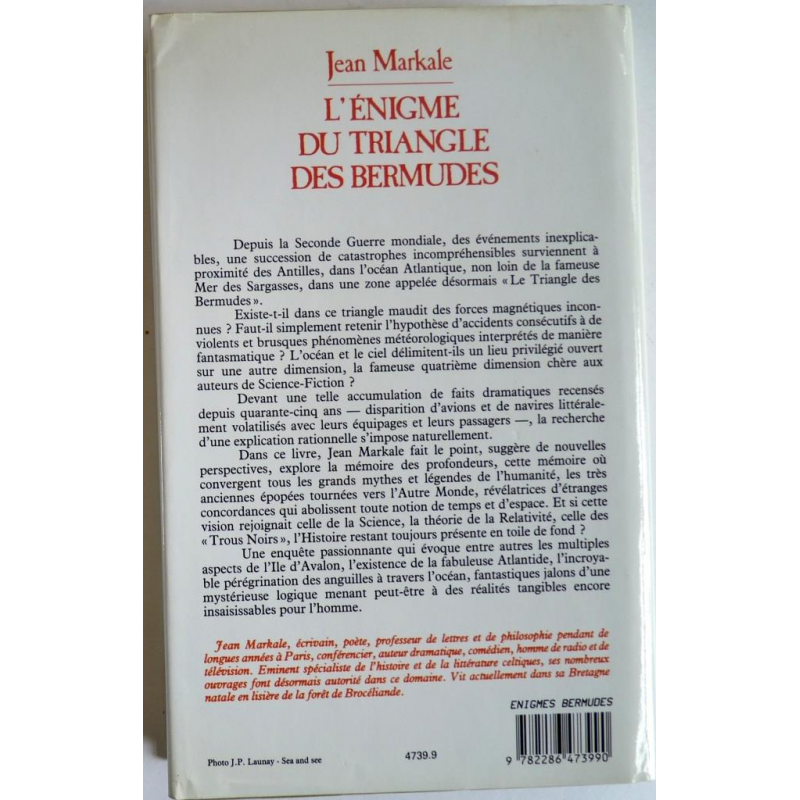 Jean Markale
L'ÉNIGME
DU TRIANGLE
DES BERMUDES
Depuis la Seconde Guerre mondiale, des événements inexplica-
bles, une succession de catastrophes incompréhensibles surviennent à
proximité des Antilles, dans l'océan Atlantique, non loin de la fameuse
Mer des Sargasses, dans une zone appelée désormais « Le Triangle des
Bermudes ».
Existe-t-il dans ce triangle maudit des forces magnétiques incon-
nues ? Faut-il simplement retenir l'hypothèse d'accidents consécutifs à de
violents et brusques phénomènes météorologiques interprétés de manière
fantasmatique ? L'océan et le ciel délimitent-ils un lieu privilégié ouvert
sur une autre dimension, la fameuse quatrième dimension chère aux
auteurs de Science-Fiction ?
Devant une telle accumulation de faits dramatiques recensés
depuis quarante-cinq ans — disparition d'avions et de navires littérale-
ment volatilisés avec leurs équipages et leurs passagers —, la recherche
d'une explication rationnelle s'impose naturellement.
Dans ce livre, Jean Markale fait le point, suggère de nouvelles
perspectives, explore la mémoire des profondeurs, cette mémoire où
convergent tous les grands mythes et légendes de l'humanité, les très
anciennes épopées tournées vers l'Autre Monde, révélatrices d'étranges
concordances qui abolissent toute notion de temps et d'espace. Et si cette
vision rejoignait celle de la Science, la théorie de la Relativité, celle des
« Trous Noirs », l'Histoire restant toujours présente en toile de fond ?
Une enquête passionnante qui évoque entre autres les multiples
aspects de l'Ile d'Avalon, l'existence de la fabuleuse Atlantide, l'incroya-
ble pérégrination des anguilles à travers l'océan, fantastiques jalons d'une
mystérieuse logique menant peut-être à des réalités tangibles encore
insaisissables pour l'homme.
Jean Markale, écrivain, poète, professeur de lettres et de philosophie pendant de
longues années à Paris, conférencier, auteur dramatique, comédien, homme de radio et de
télévision. Eminent spécialiste de l'histoire et de la littérature celtiques, ses nombreux
ouvrages font désormais autorité dans ce domaine. Vit actuellement dans sa Bretagne
natale en lisière de la forêt de Brocéliande.
ENIGMES BERMUDES
Photo J.P. Launay - Sea and see
4739.9
9 782286 473990